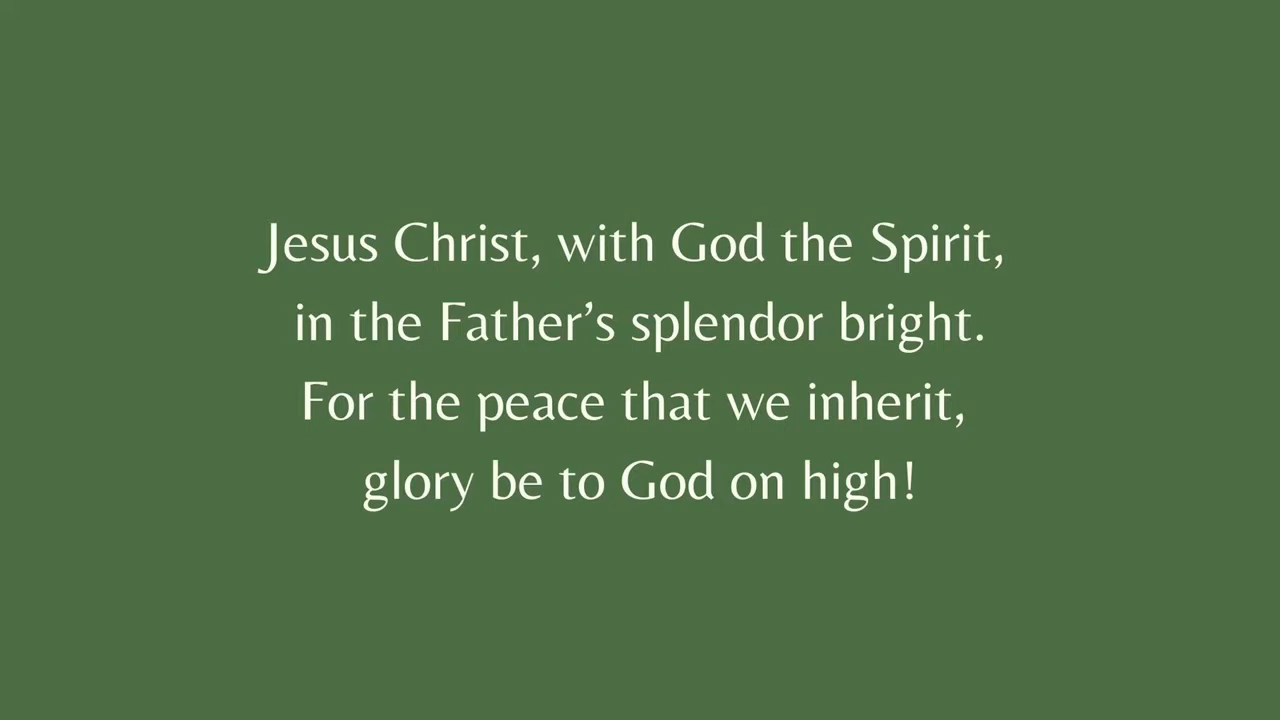 Jesus Christ, with God the Spirit,
in the Father’s splendor bright.
For the peace that we inherit,
glory be to God on high!